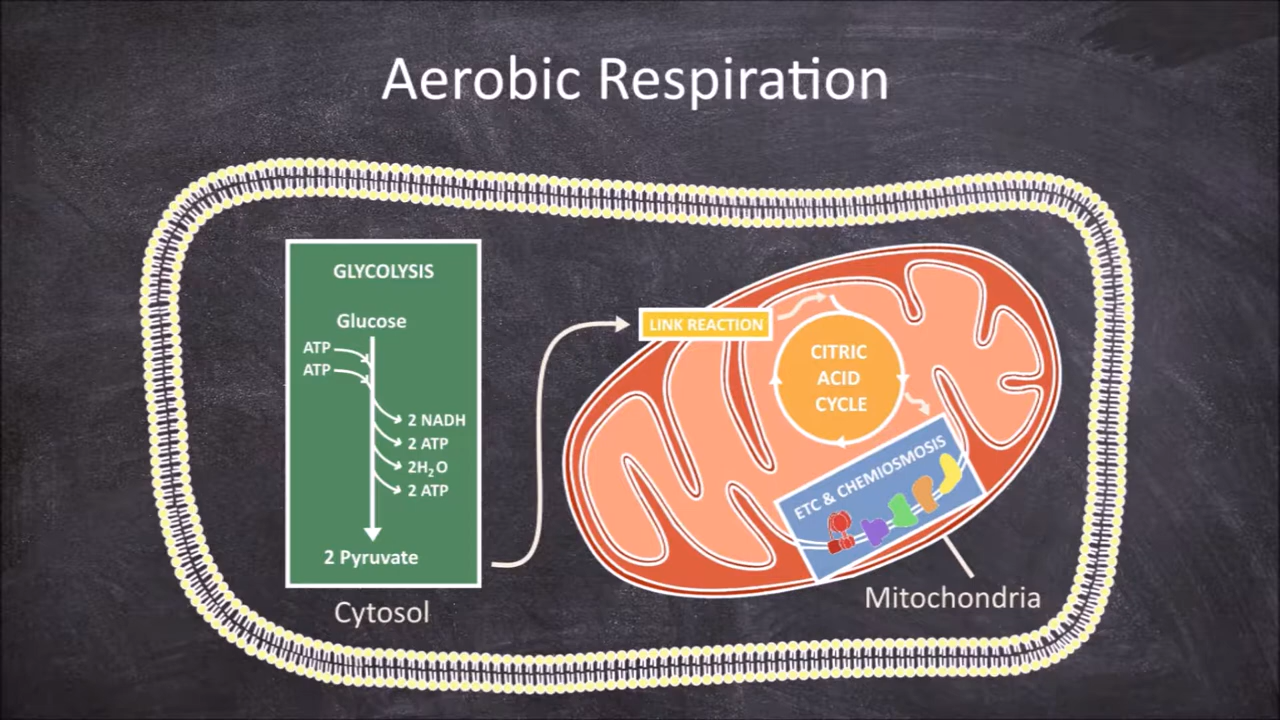 Aerobic Respiration
GLYCOLYSIS
Glucose
ATP
ATP
2 NADH
2 ATP
2H₂O
2 ATP
2 Pyruvate
Cytosol
LINK REACTION
CITRIC
ACID
CYCLE
ETC & CHEMIOSMOSIS
Mitochondria